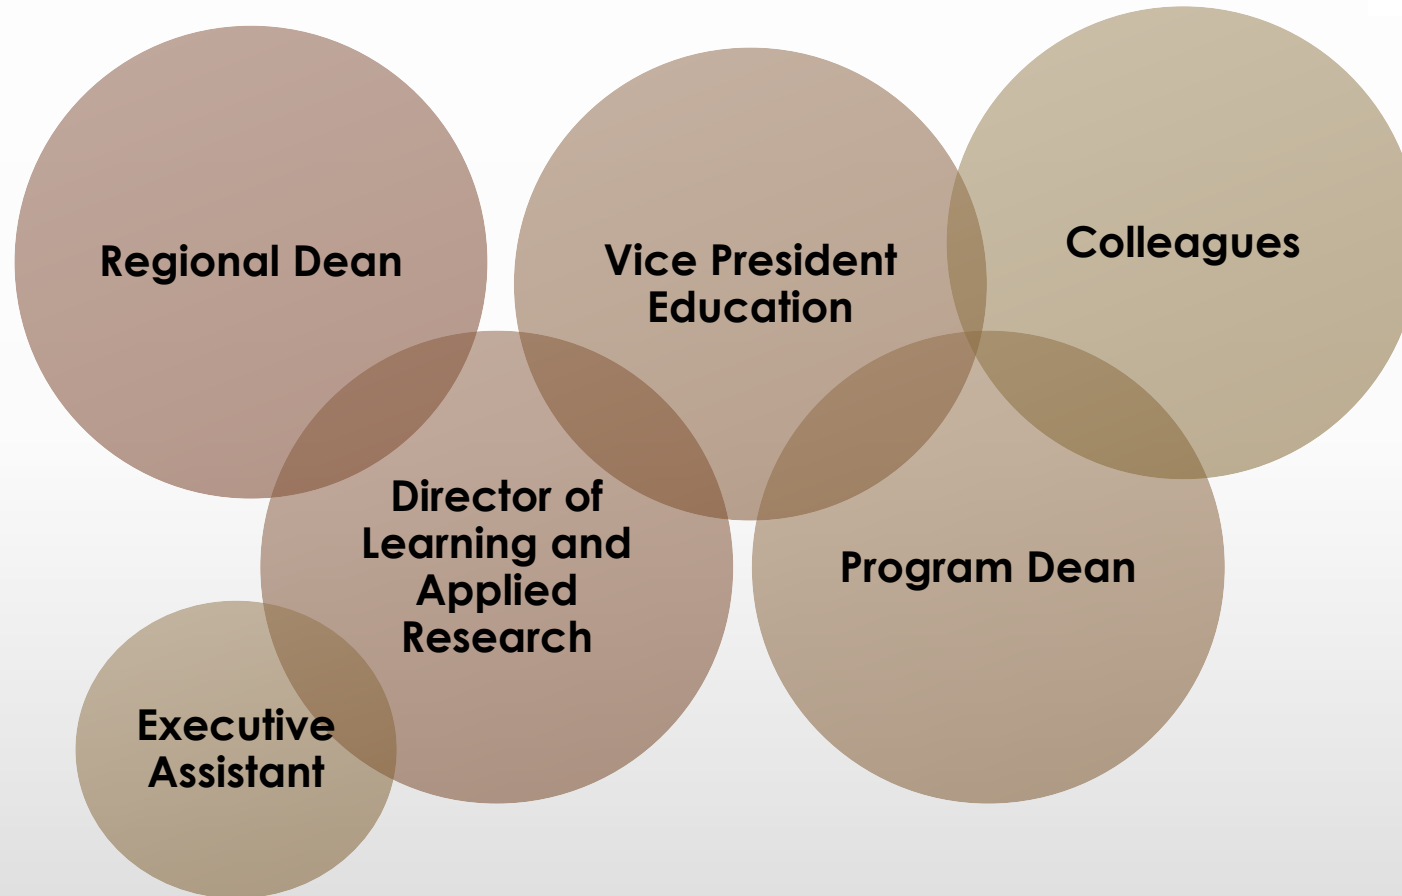 Regional Dean
Vice President
Education
Colleagues
Director of
Learning and
Applied
Research
Program Dean
Executive
Assistant